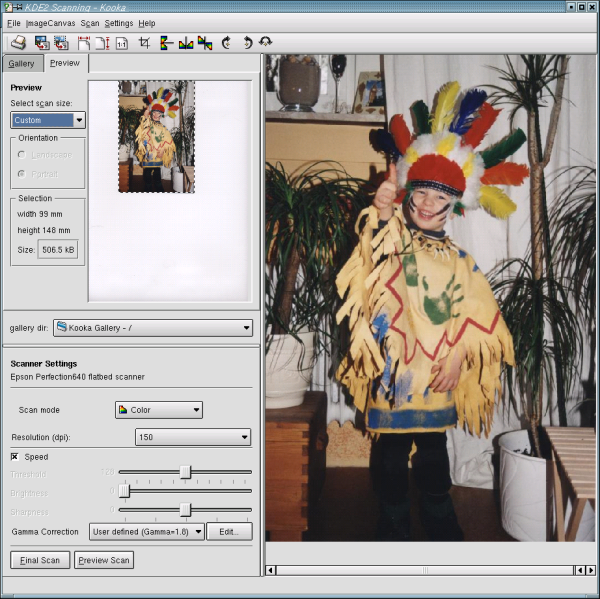 KDE2 Scanning - Kooka
File ImageCanvas Scan Settings Help
1:1
Gallery Preview
Preview
Select scan size:
Custom
Orientation
Landscape
Portrait
Selection
width 99 mm
height 148 mm
Size: 506.5 kB
gallery dir: Kooka Gallery - /
Scanner Settings
Epson Perfection640 flatbed scanner
Scan mode Color
Resolution (dpi): 150
Speed
Threshold 128
Brightness 0
Sharpness 0
Gamma Correction User defined (Gamma=1.8) Edit...
Final Scan Preview Scan